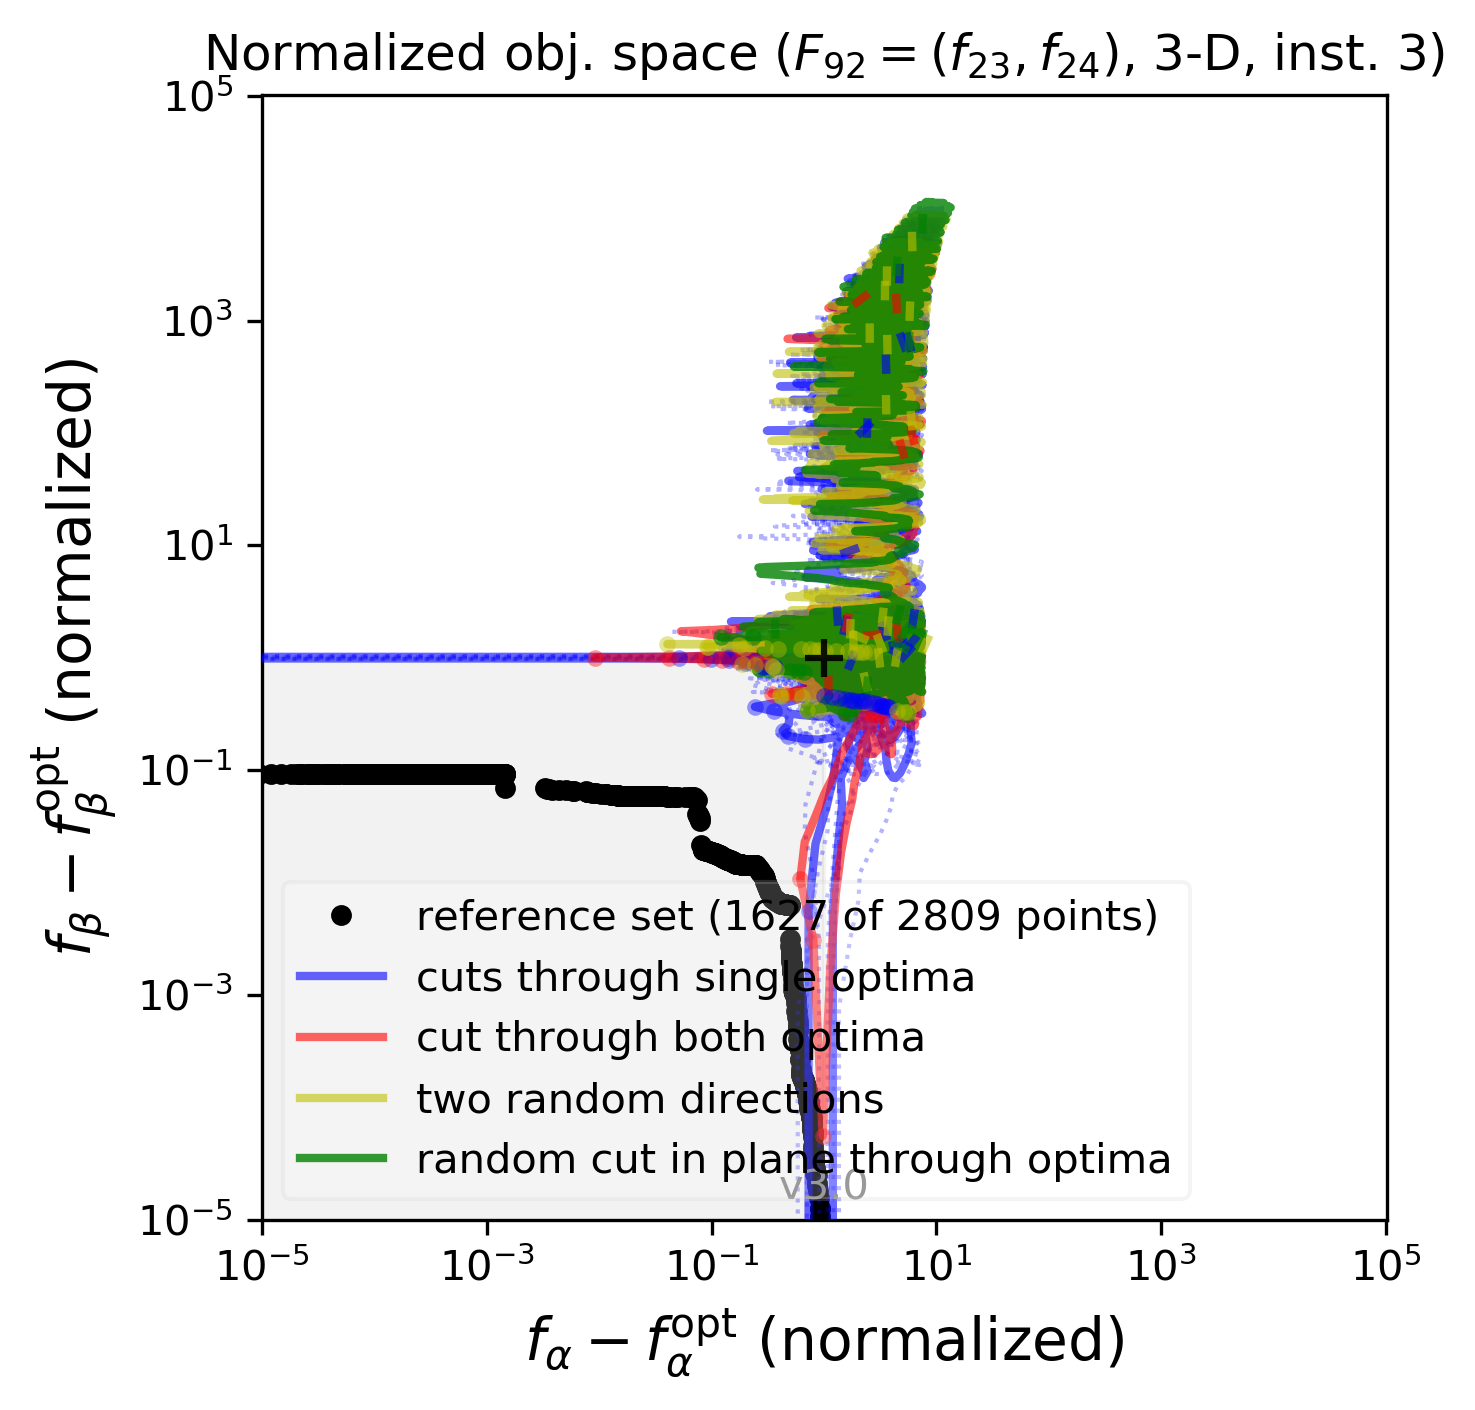 Normalized obj. space (F₉₂ = (f₂₃, f₂₄), 3-D, inst. 3)
f_β − f_β^opt (normalized)
10⁵
10³
10¹
10⁻¹
10⁻³
10⁻⁵
reference set (1627 of 2809 points)
cuts through single optima
cut through both optima
two random directions
random cut in plane through optima
v3.0
10⁻⁵ 10⁻³ 10⁻¹ 10¹ 10³ 10⁵
f_α − f_α^opt (normalized)